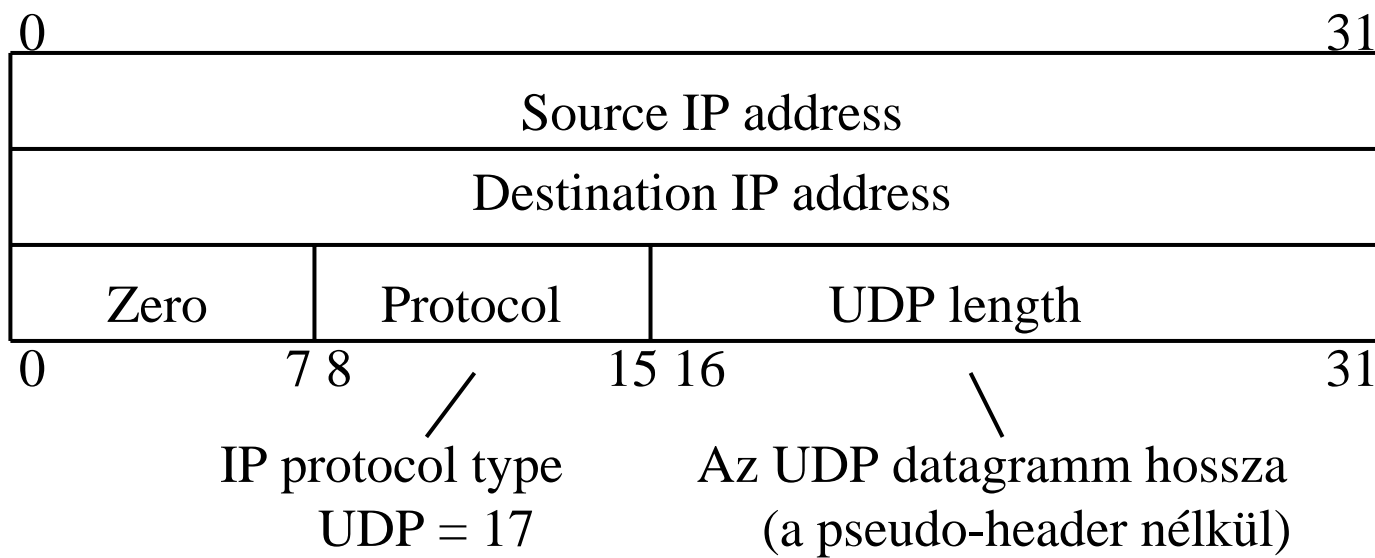 0 31
Source IP address
Destination IP address
Zero Protocol UDP length
0 7 8 15 16 31
IP protocol type Az UDP datagramm hossza
UDP = 17 (a pseudo-header nélkül)